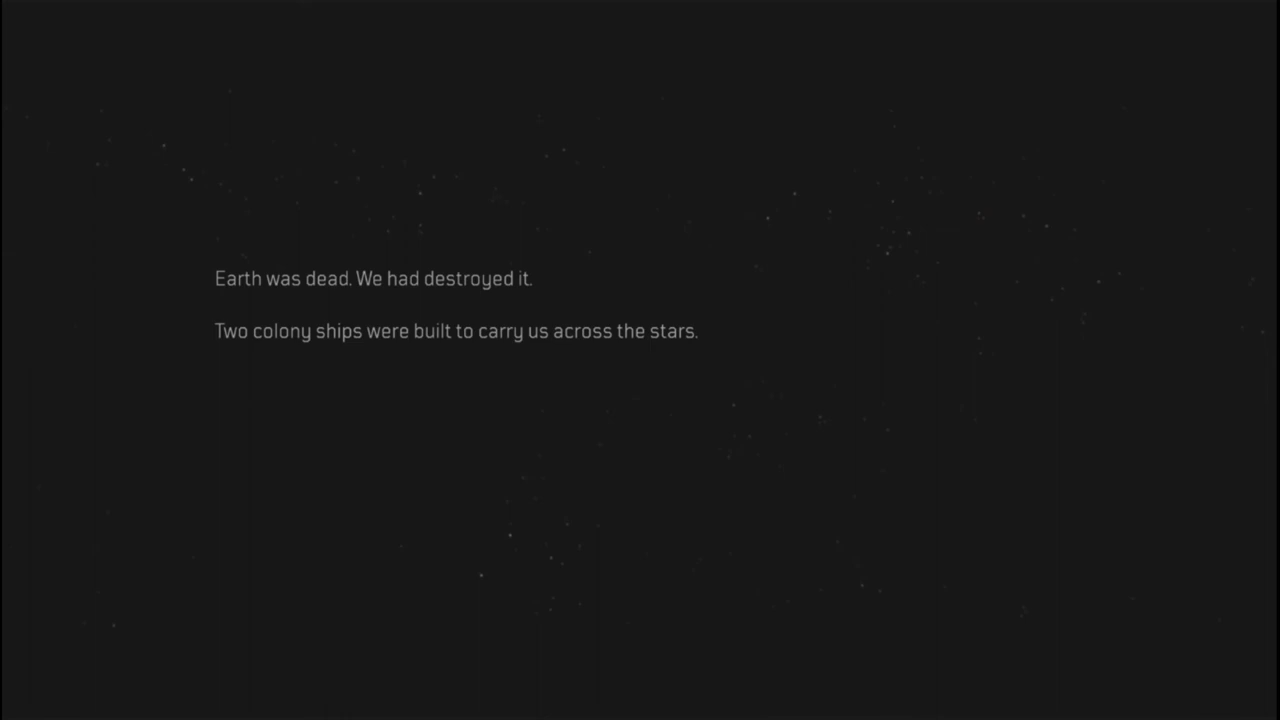 Earth was dead. We had destroyed it.
Two colony ships were built to carry us across the stars.